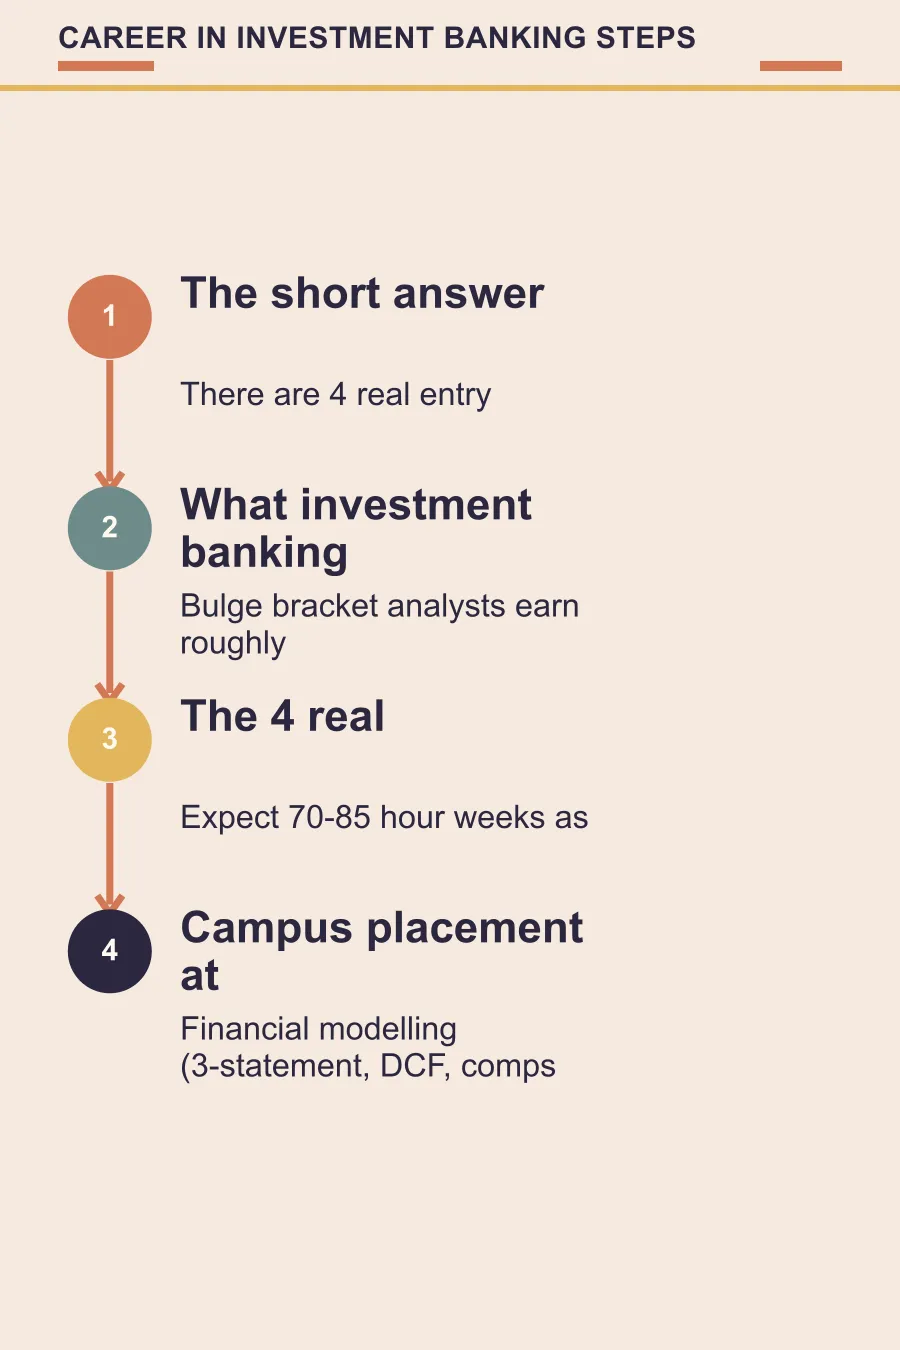 CAREER IN INVESTMENT BANKING STEPS
1
The short answer
There are 4 real entry
2
What investment
banking
Bulge bracket analysts earn
roughly
3
The 4 real
Expect 70-85 hour weeks as
4
Campus placement
at
Financial modelling
(3-statement, DCF, comps